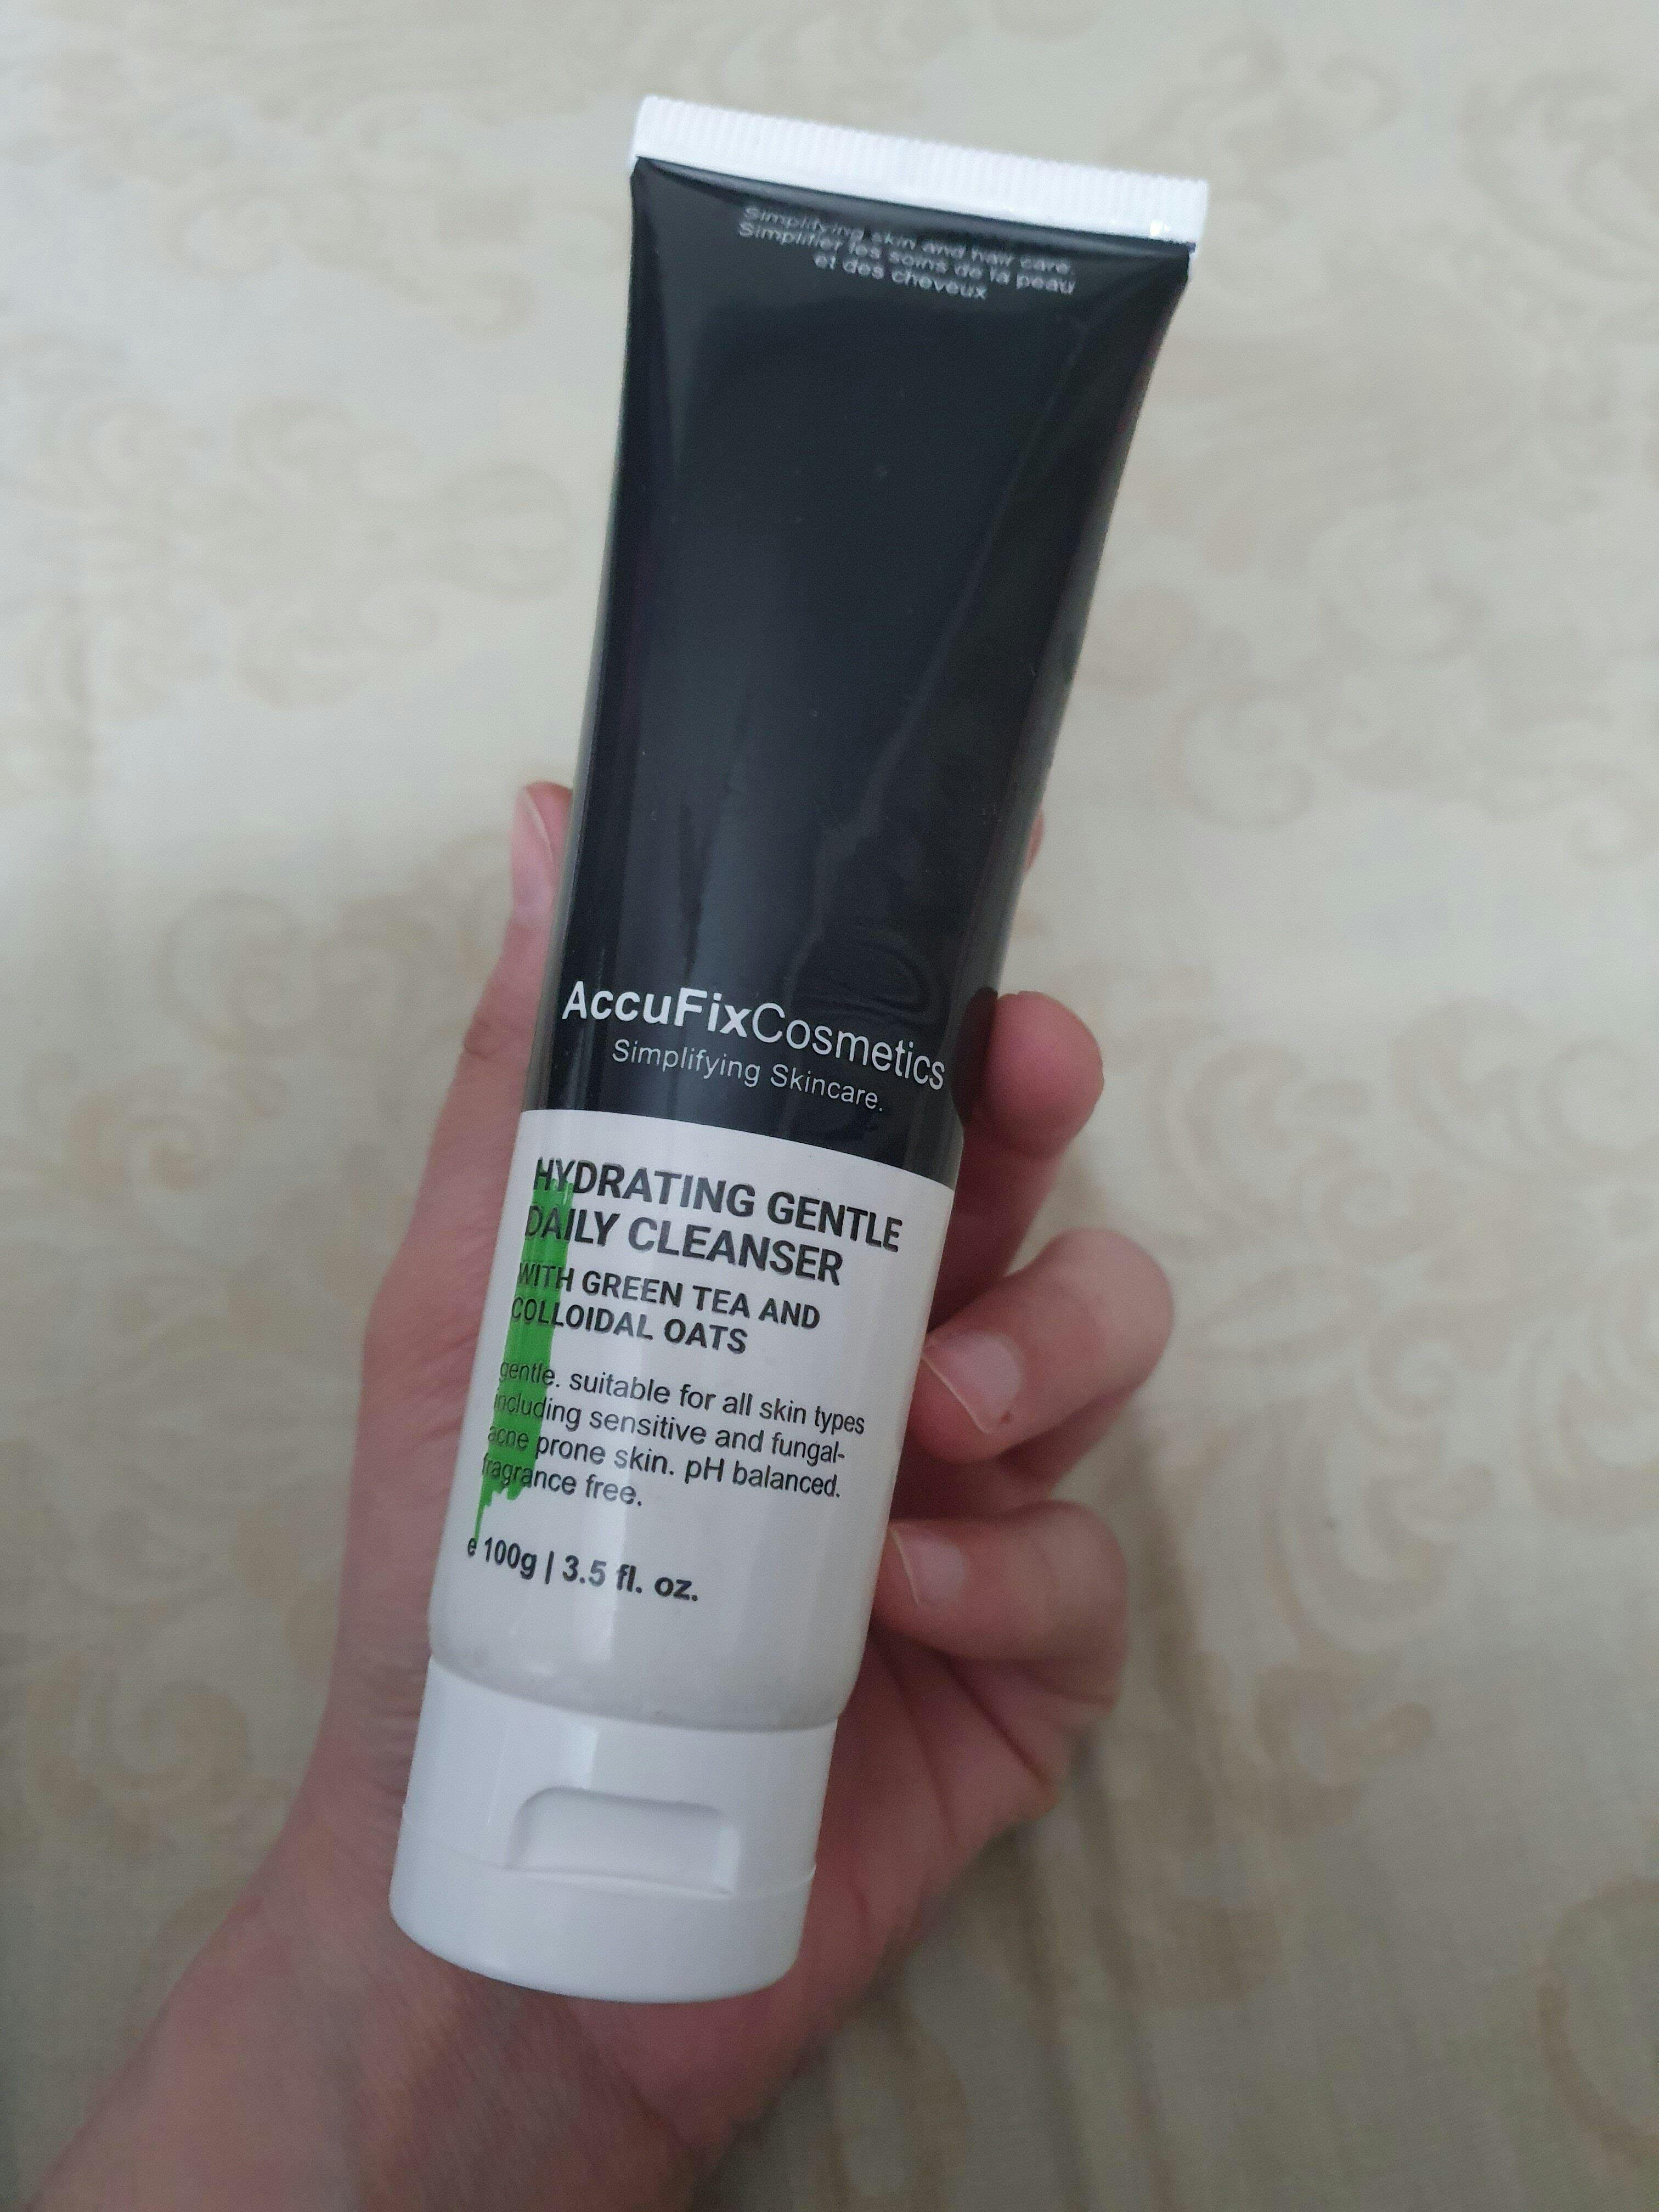 Simplifying skin and hair care.
Simplifier les soins de la peau
et des cheveux
AccuFixCosmetics
Simplifying Skincare.
HYDRATING GENTLE
DAILY CLEANSER
WITH GREEN TEA AND
COLLOIDAL OATS
gentle. suitable for all skin types
including sensitive and fungal-
acne prone skin. pH balanced.
fragrance free.
e 100g | 3.5 fl. oz.